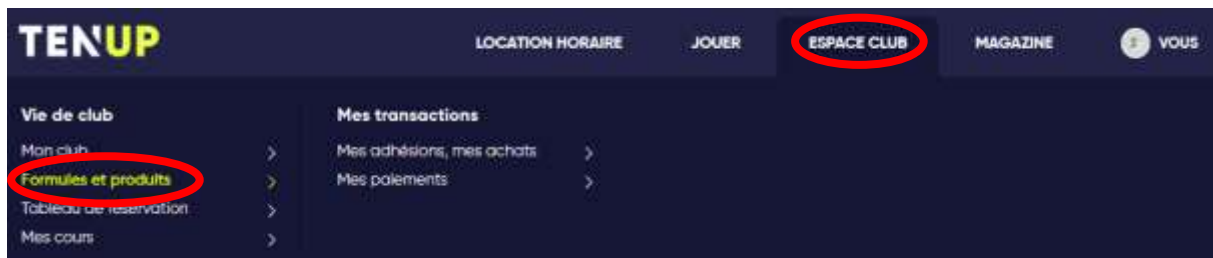 TENUP
LOCATION HORAIRE JOUER ESPACE CLUB MAGAZINE VOUS
Vie de club
Mon club
Formules et produits
Tableau de réservation
Mes cours
Mes transactions
Mes adhésions, mes achats
Mes paiements